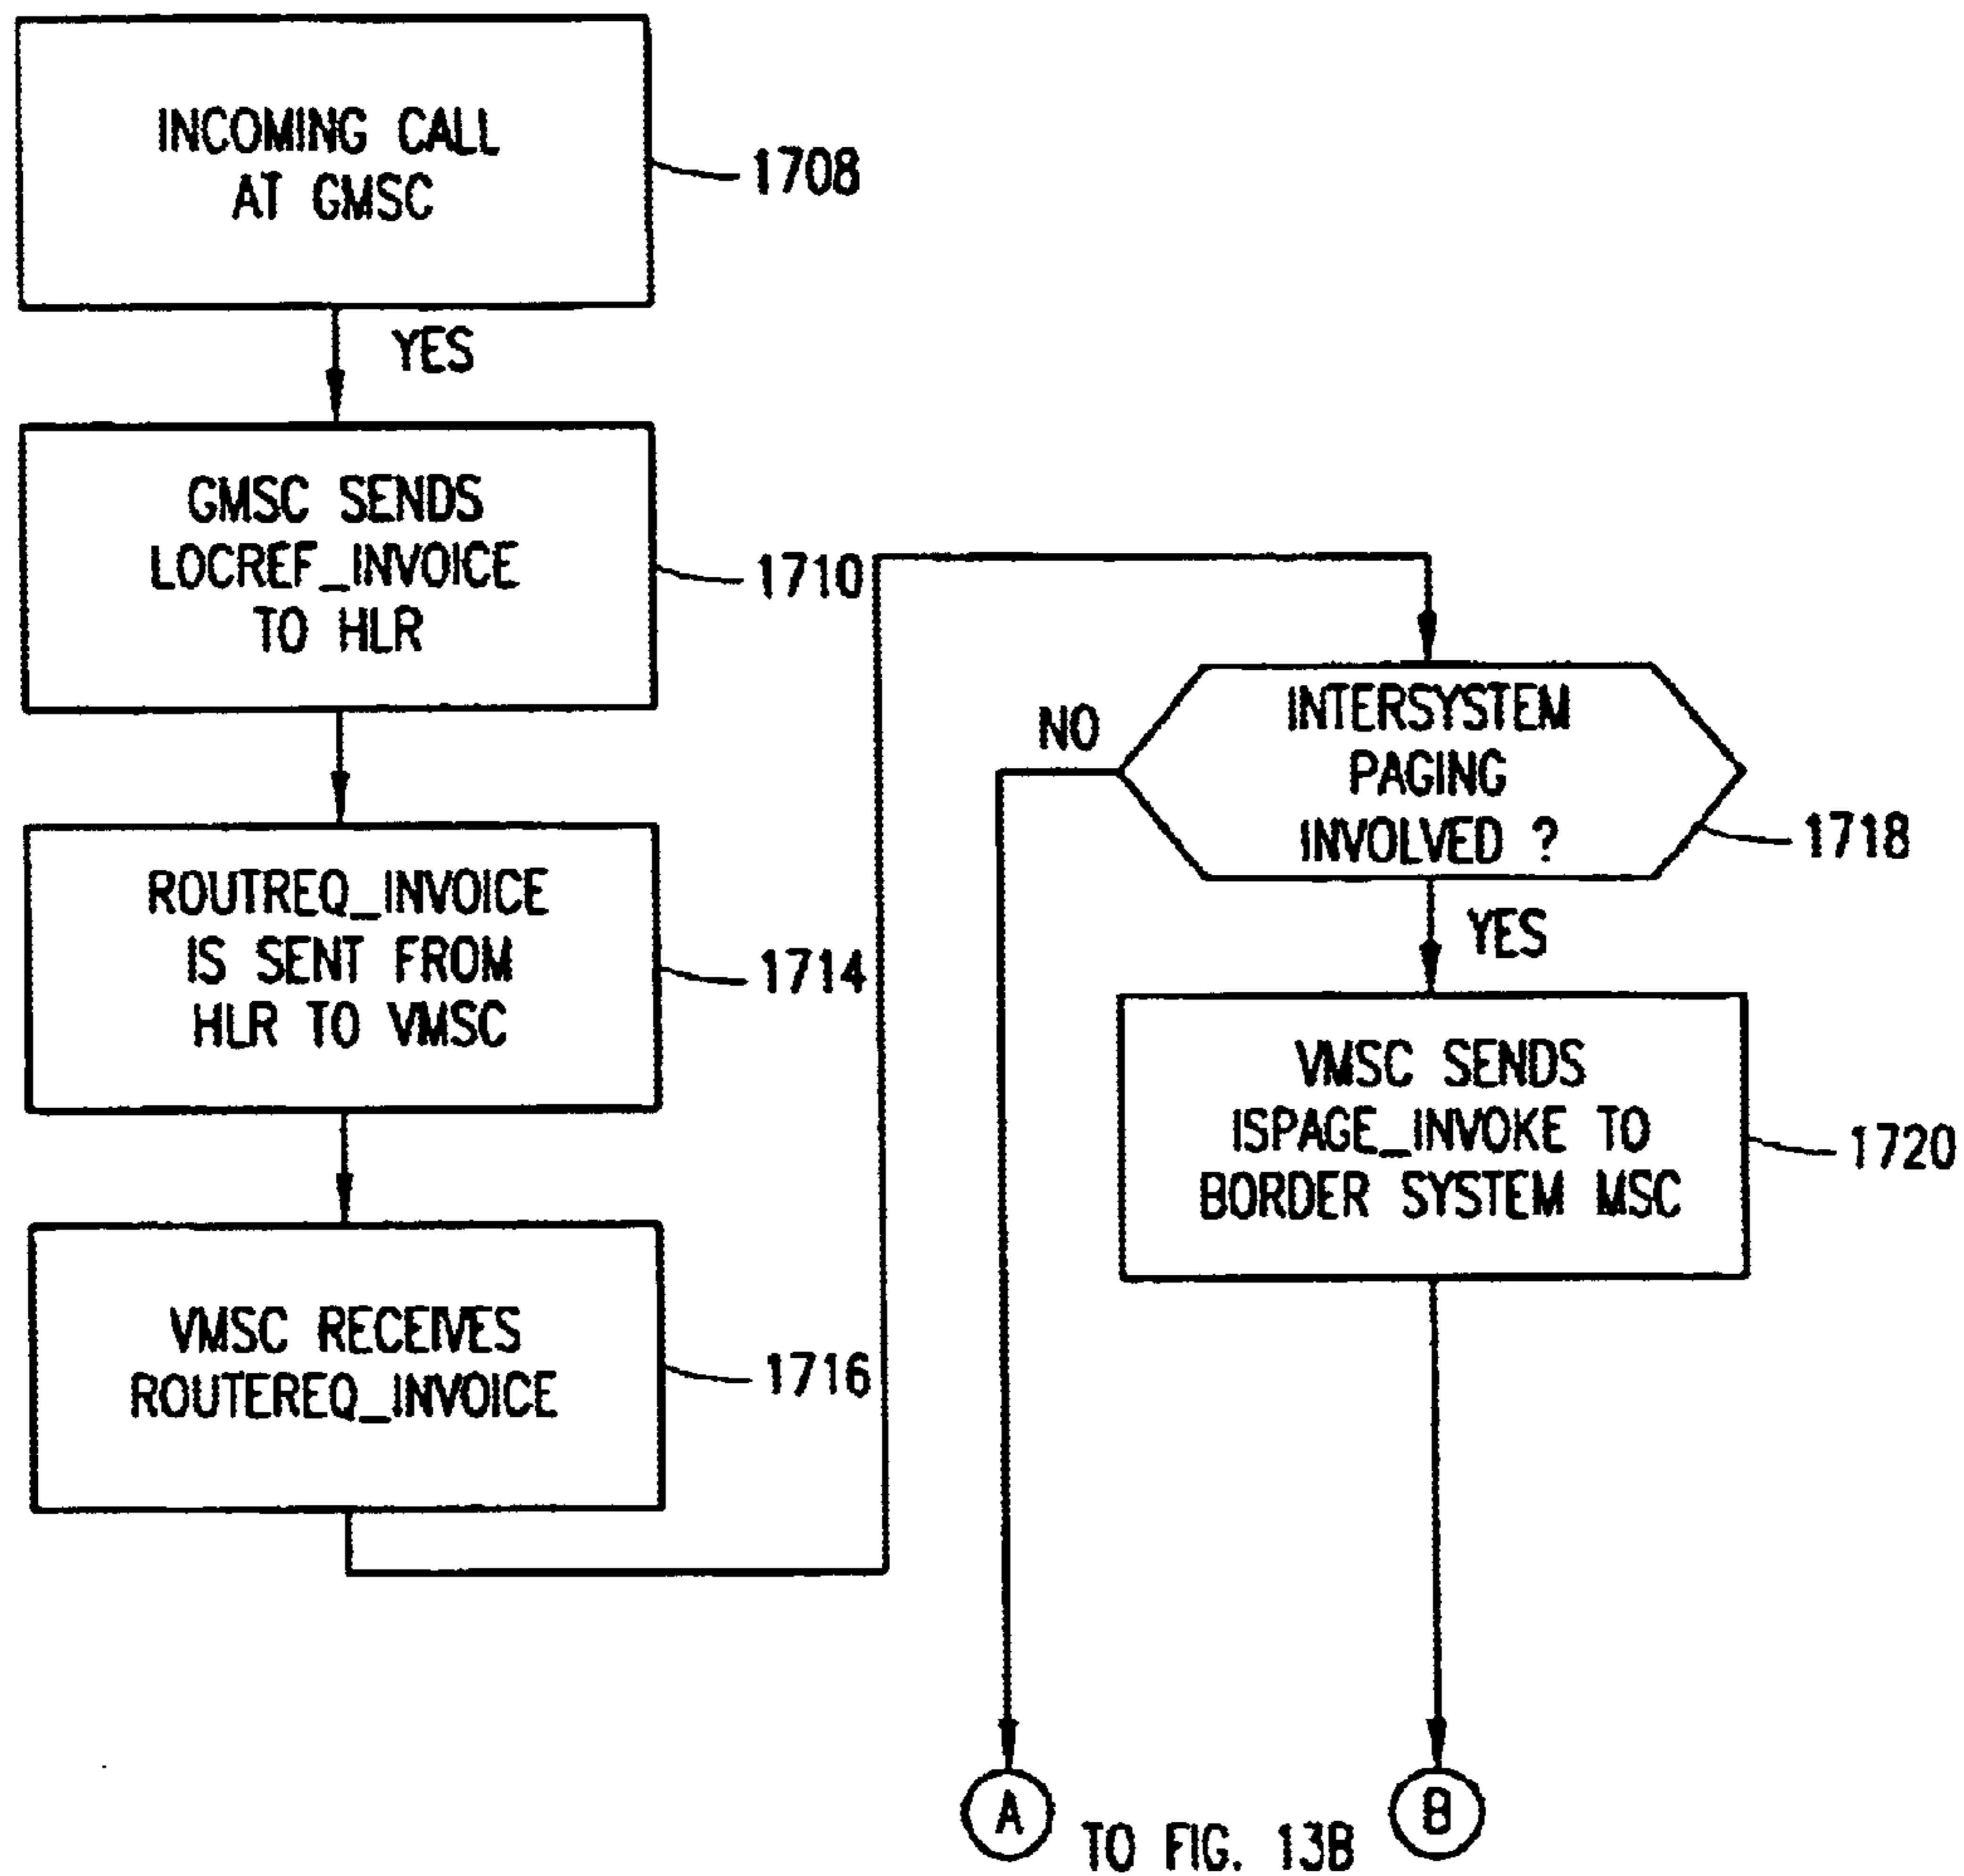 INCOMING CALL
AT GMSC
1708
YES
GMSC SENDS
LOCREF_INVOICE
TO HLR
1710
ROUTREQ_INVOICE
IS SENT FROM
HLR TO VMSC
1714
VMSC RECEIVES
ROUTEREQ_INVOICE
1716
INTERSYSTEM
PAGING
INVOLVED ?
1718
NO
YES
VMSC SENDS
ISPAGE_INVOKE TO
BORDER SYSTEM MSC
1720
A
B
TO FIG. 13B